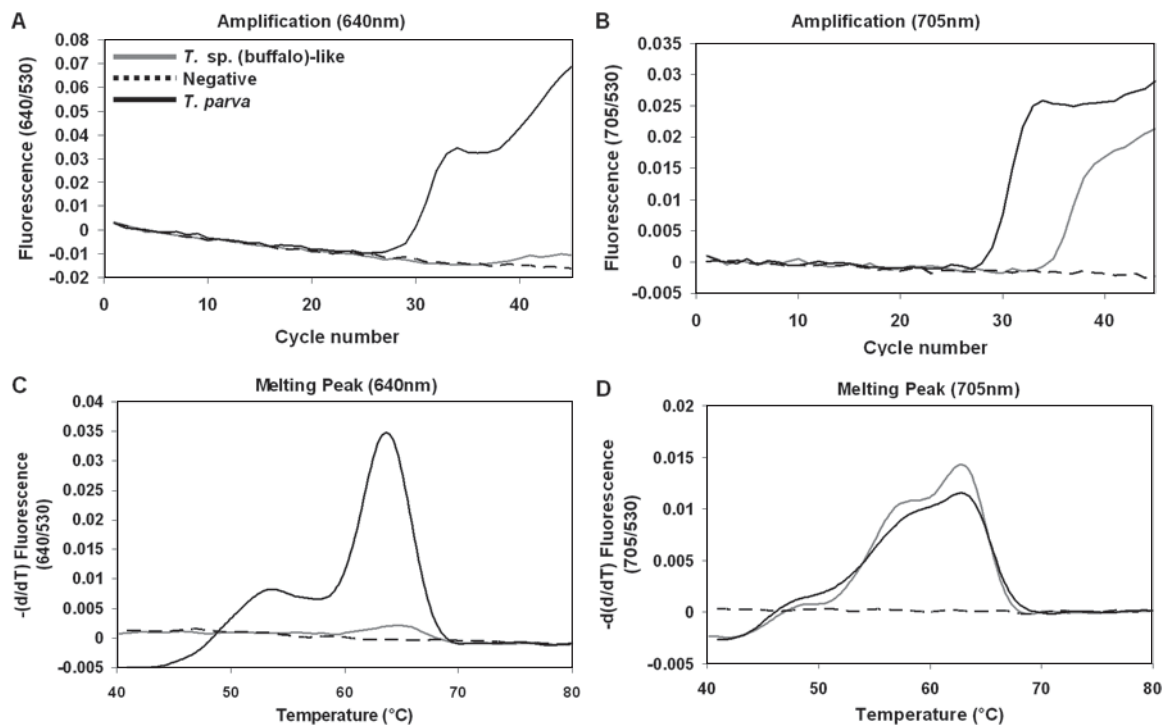 A
Amplification (640nm)
0.08
0.07
0.06
0.05
0.04
0.03
0.02
0.01
0
-0.01
-0.02
Fluorescence (640/530)
T. sp. (buffalo)-like
Negative
T. parva
0 10 20 30 40
Cycle number
B
Amplification (705nm)
0.035
0.03
0.025
0.02
0.015
0.01
0.005
0
-0.005
Fluorescence (705/530)
0 10 20 30 40
Cycle number
C
Melting Peak (640nm)
0.04
0.035
0.03
0.025
0.02
0.015
0.01
0.005
0
-0.005
-(d/dT) Fluorescence
(640/530)
40 50 60 70 80
Temperature (°C)
D
Melting Peak (705nm)
0.02
0.015
0.01
0.005
0
-0.005
-d(d/dT) Fluorescence
(705/530)
40 50 60 70 80
Temperature (°C)